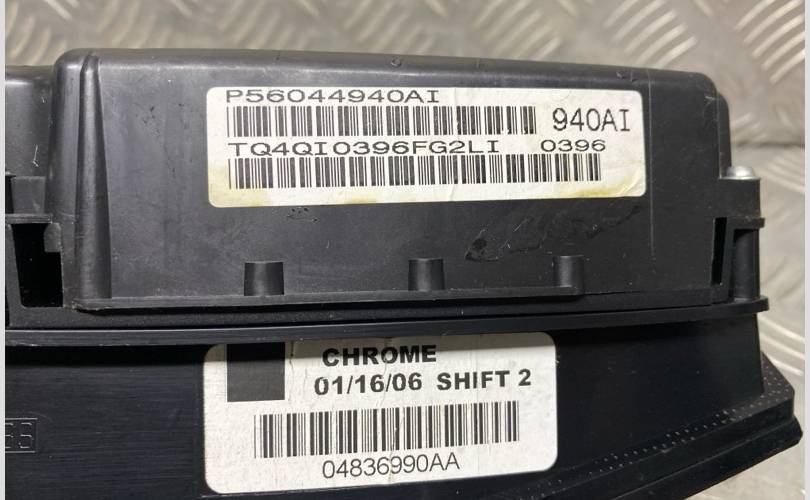 P56044940AI
940AI
TQ4QI0396FG2LI 0396
CHROME
01/16/06 SHIFT 2
04836990AA